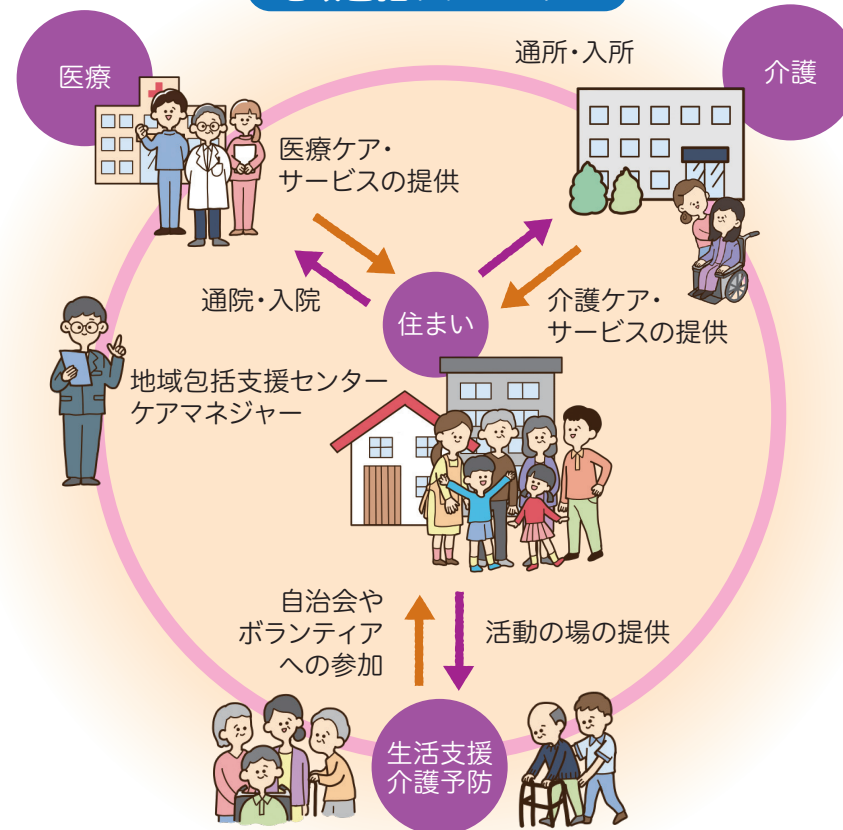 医療
通所・入所
介護
医療ケア・
サービスの提供
通院・入院
住まい
介護ケア・
サービスの提供
地域包括支援センター
ケアマネジャー
自治会や
ボランティア
への参加
活動の場の提供
生活支援
介護予防